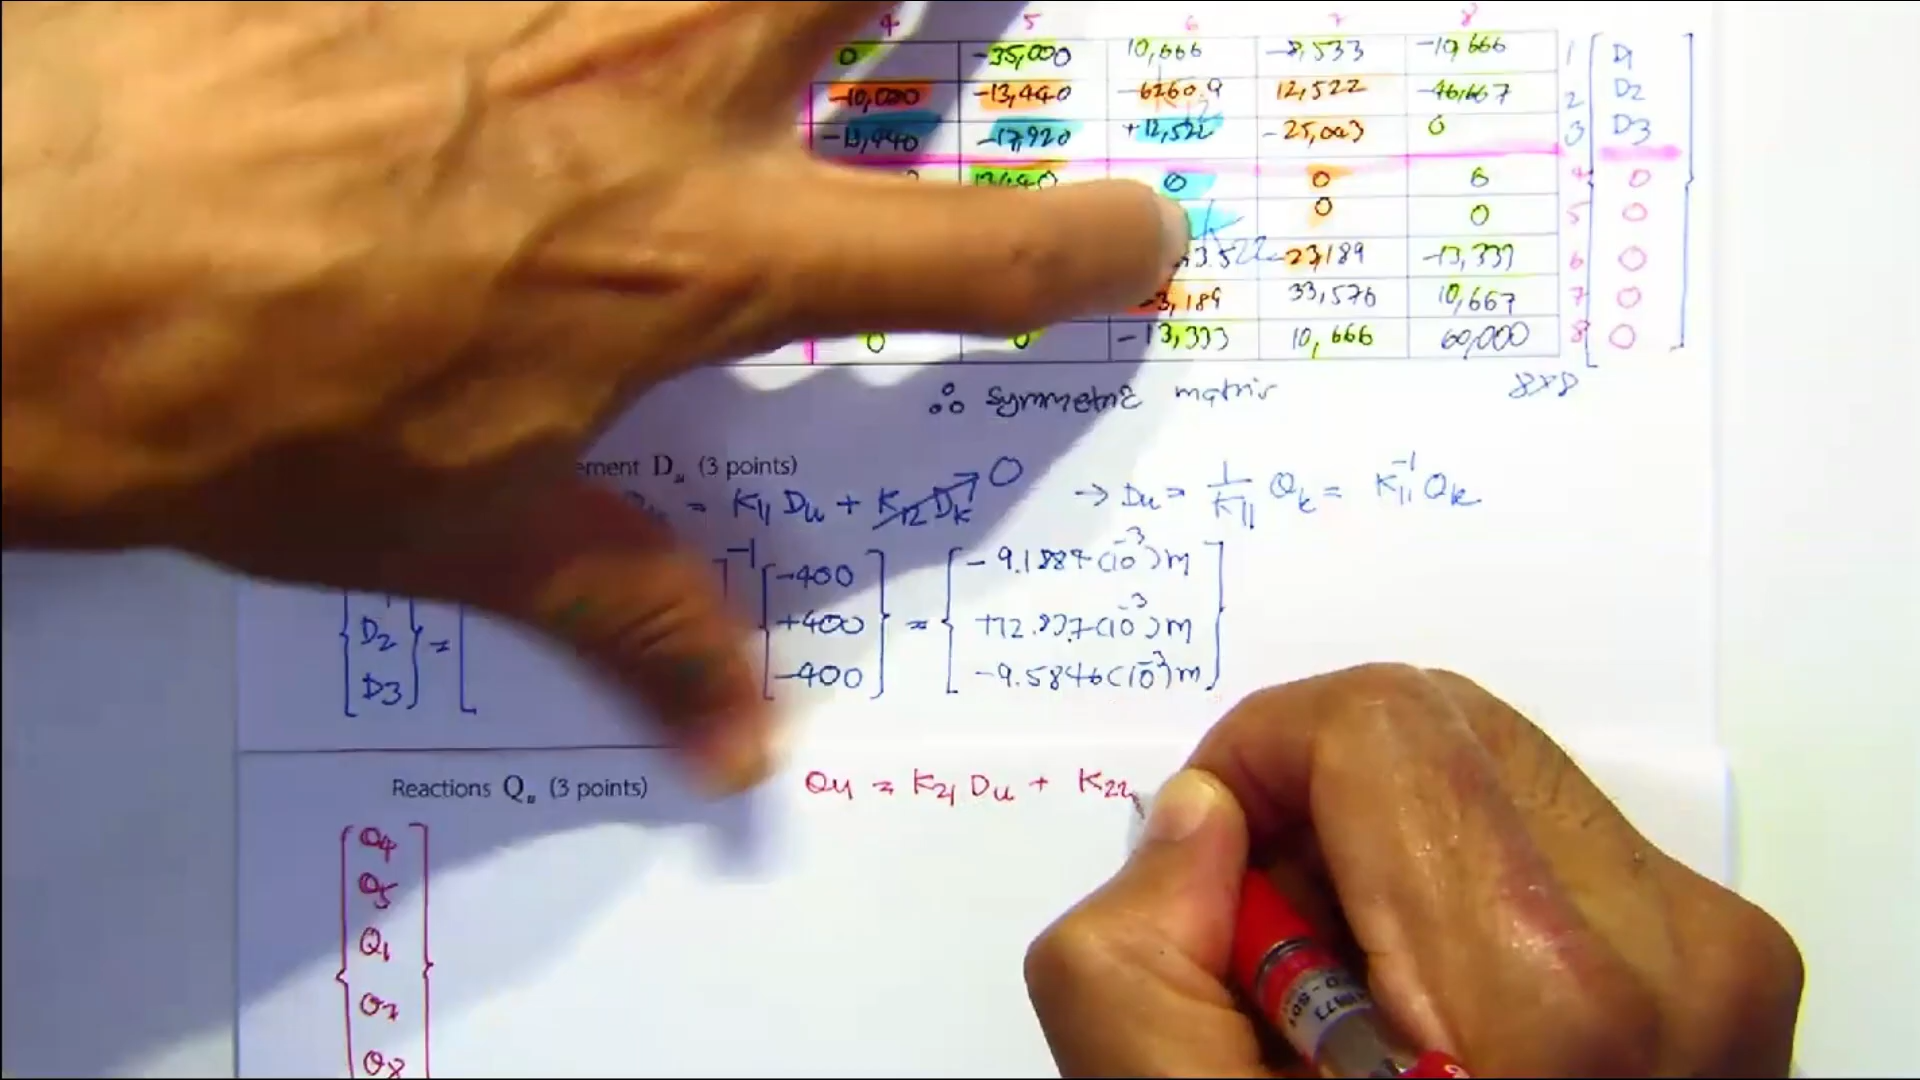 4 5 6 7 8
0 -35,000 10,666 -8,533 -10,666 1 D1
-10,080 -13,440 -6260.9 12,522 -46,667 2 D2
-13,440 -17,920 +12,522 -25,043 0 3 D3
13,440 0 0 0 4 0
0 0 5 0
-23,189 -13,333 6 0
33,576 10,667 7 0
0 0 -13,333 10,666 60,000 8 0
∴ symmetric matrix 8×8
ement Du (3 points)
= K11 Du + K12 Dk 0 → Du = 1/K11 Qk = K11⁻¹ Qk
-1 -400 -9.1884(10⁻³)m
D2 = +400 = +12.837(10⁻³)m
D3 -400 -9.5846(10⁻³)m
Reactions Qu (3 points) Qu = K21 Du + K22
Q4
Q5
Q6
Q7
Q8